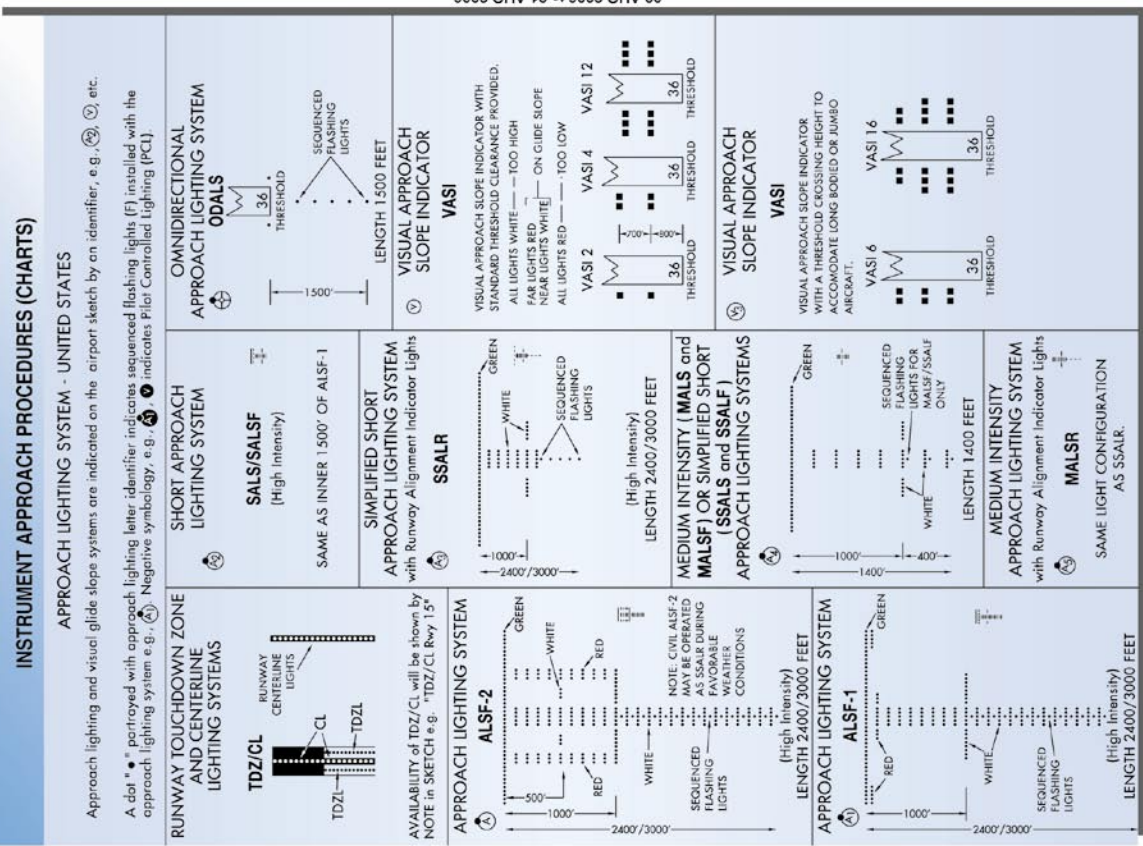 INSTRUMENT APPROACH PROCEDURES (CHARTS)
APPROACH LIGHTING SYSTEM - UNITED STATES
Approach lighting and visual glide slope systems are indicated on the airport sketch by an identifier, e.g., A2, V, etc.
A dot " • " portrayed with approach lighting letter identifier indicates sequenced flashing lights (F) installed with the
approach lighting system e.g., A1. Negative symbology, e.g., A1, V indicates Pilot Controlled Lighting (PCL).
RUNWAY TOUCHDOWN ZONE
AND CENTERLINE
LIGHTING SYSTEMS
TDZ/CL
RUNWAY
CENTERLINE
LIGHTS
CL
TDZL
TDZL
AVAILABILITY of TDZ/CL will be shown by
NOTE in SKETCH e.g. "TDZ/CL Rwy 15"
APPROACH LIGHTING SYSTEM
A
ALSF-2
GREEN
500'
1000'
2400'/3000'
WHITE
RED
RED
WHITE
SEQUENCED
FLASHING
LIGHTS
NOTE: CIVIL ALSF-2
MAY BE OPERATED
AS SSALR DURING
FAVORABLE
WEATHER
CONDITIONS
(High Intensity)
LENGTH 2400/3000 FEET
APPROACH LIGHTING SYSTEM
A1
ALSF-1
GREEN
RED
1000'
2400'/3000'
WHITE
SEQUENCED
FLASHING
LIGHTS
(High Intensity)
LENGTH 2400/3000 FEET
SHORT APPROACH
LIGHTING SYSTEM
A2
SALS/SALSF
(High Intensity)
SAME AS INNER 1500' OF ALSF-1
SIMPLIFIED SHORT
APPROACH LIGHTING SYSTEM
A3
with Runway Alignment Indicator Lights
SSALR
GREEN
WHITE
1000'
2400'/3000'
SEQUENCED
FLASHING
LIGHTS
(High Intensity)
LENGTH 2400/3000 FEET
MEDIUM INTENSITY (MALS and
MALSF) OR SIMPLIFIED SHORT
(SSALS and SSALF)
APPROACH LIGHTING SYSTEMS
A4
GREEN
1000'
1400'
400'
WHITE
SEQUENCED
FLASHING
LIGHTS FOR
MALSF/SSALF
ONLY
LENGTH 1400 FEET
MEDIUM INTENSITY
APPROACH LIGHTING SYSTEM
A5
with Runway Alignment Indicator Lights
MALSR
SAME LIGHT CONFIGURATION
AS SSALR.
OMNIDIRECTIONAL
APPROACH LIGHTING SYSTEM
ODALS
36
THRESHOLD
1500'
SEQUENCED
FLASHING
LIGHTS
LENGTH 1500 FEET
VISUAL APPROACH
SLOPE INDICATOR
V
VASI
VISUAL APPROACH SLOPE INDICATOR WITH
STANDARD THRESHOLD CLEARANCE PROVIDED.
ALL LIGHTS WHITE — TOO HIGH
FAR LIGHTS RED
NEAR LIGHTS WHITE — ON GLIDE SLOPE
ALL LIGHTS RED — TOO LOW
VASI 2 VASI 4 VASI 12
700'
800'
36 36 36
THRESHOLD THRESHOLD THRESHOLD
VISUAL APPROACH
SLOPE INDICATOR
VASI
VISUAL APPROACH SLOPE INDICATOR
WITH A THRESHOLD CROSSING HEIGHT TO
ACCOMODATE LONG BODIED OR JUMBO
AIRCRAFT.
VASI 6 VASI 16
36 36
THRESHOLD THRESHOLD